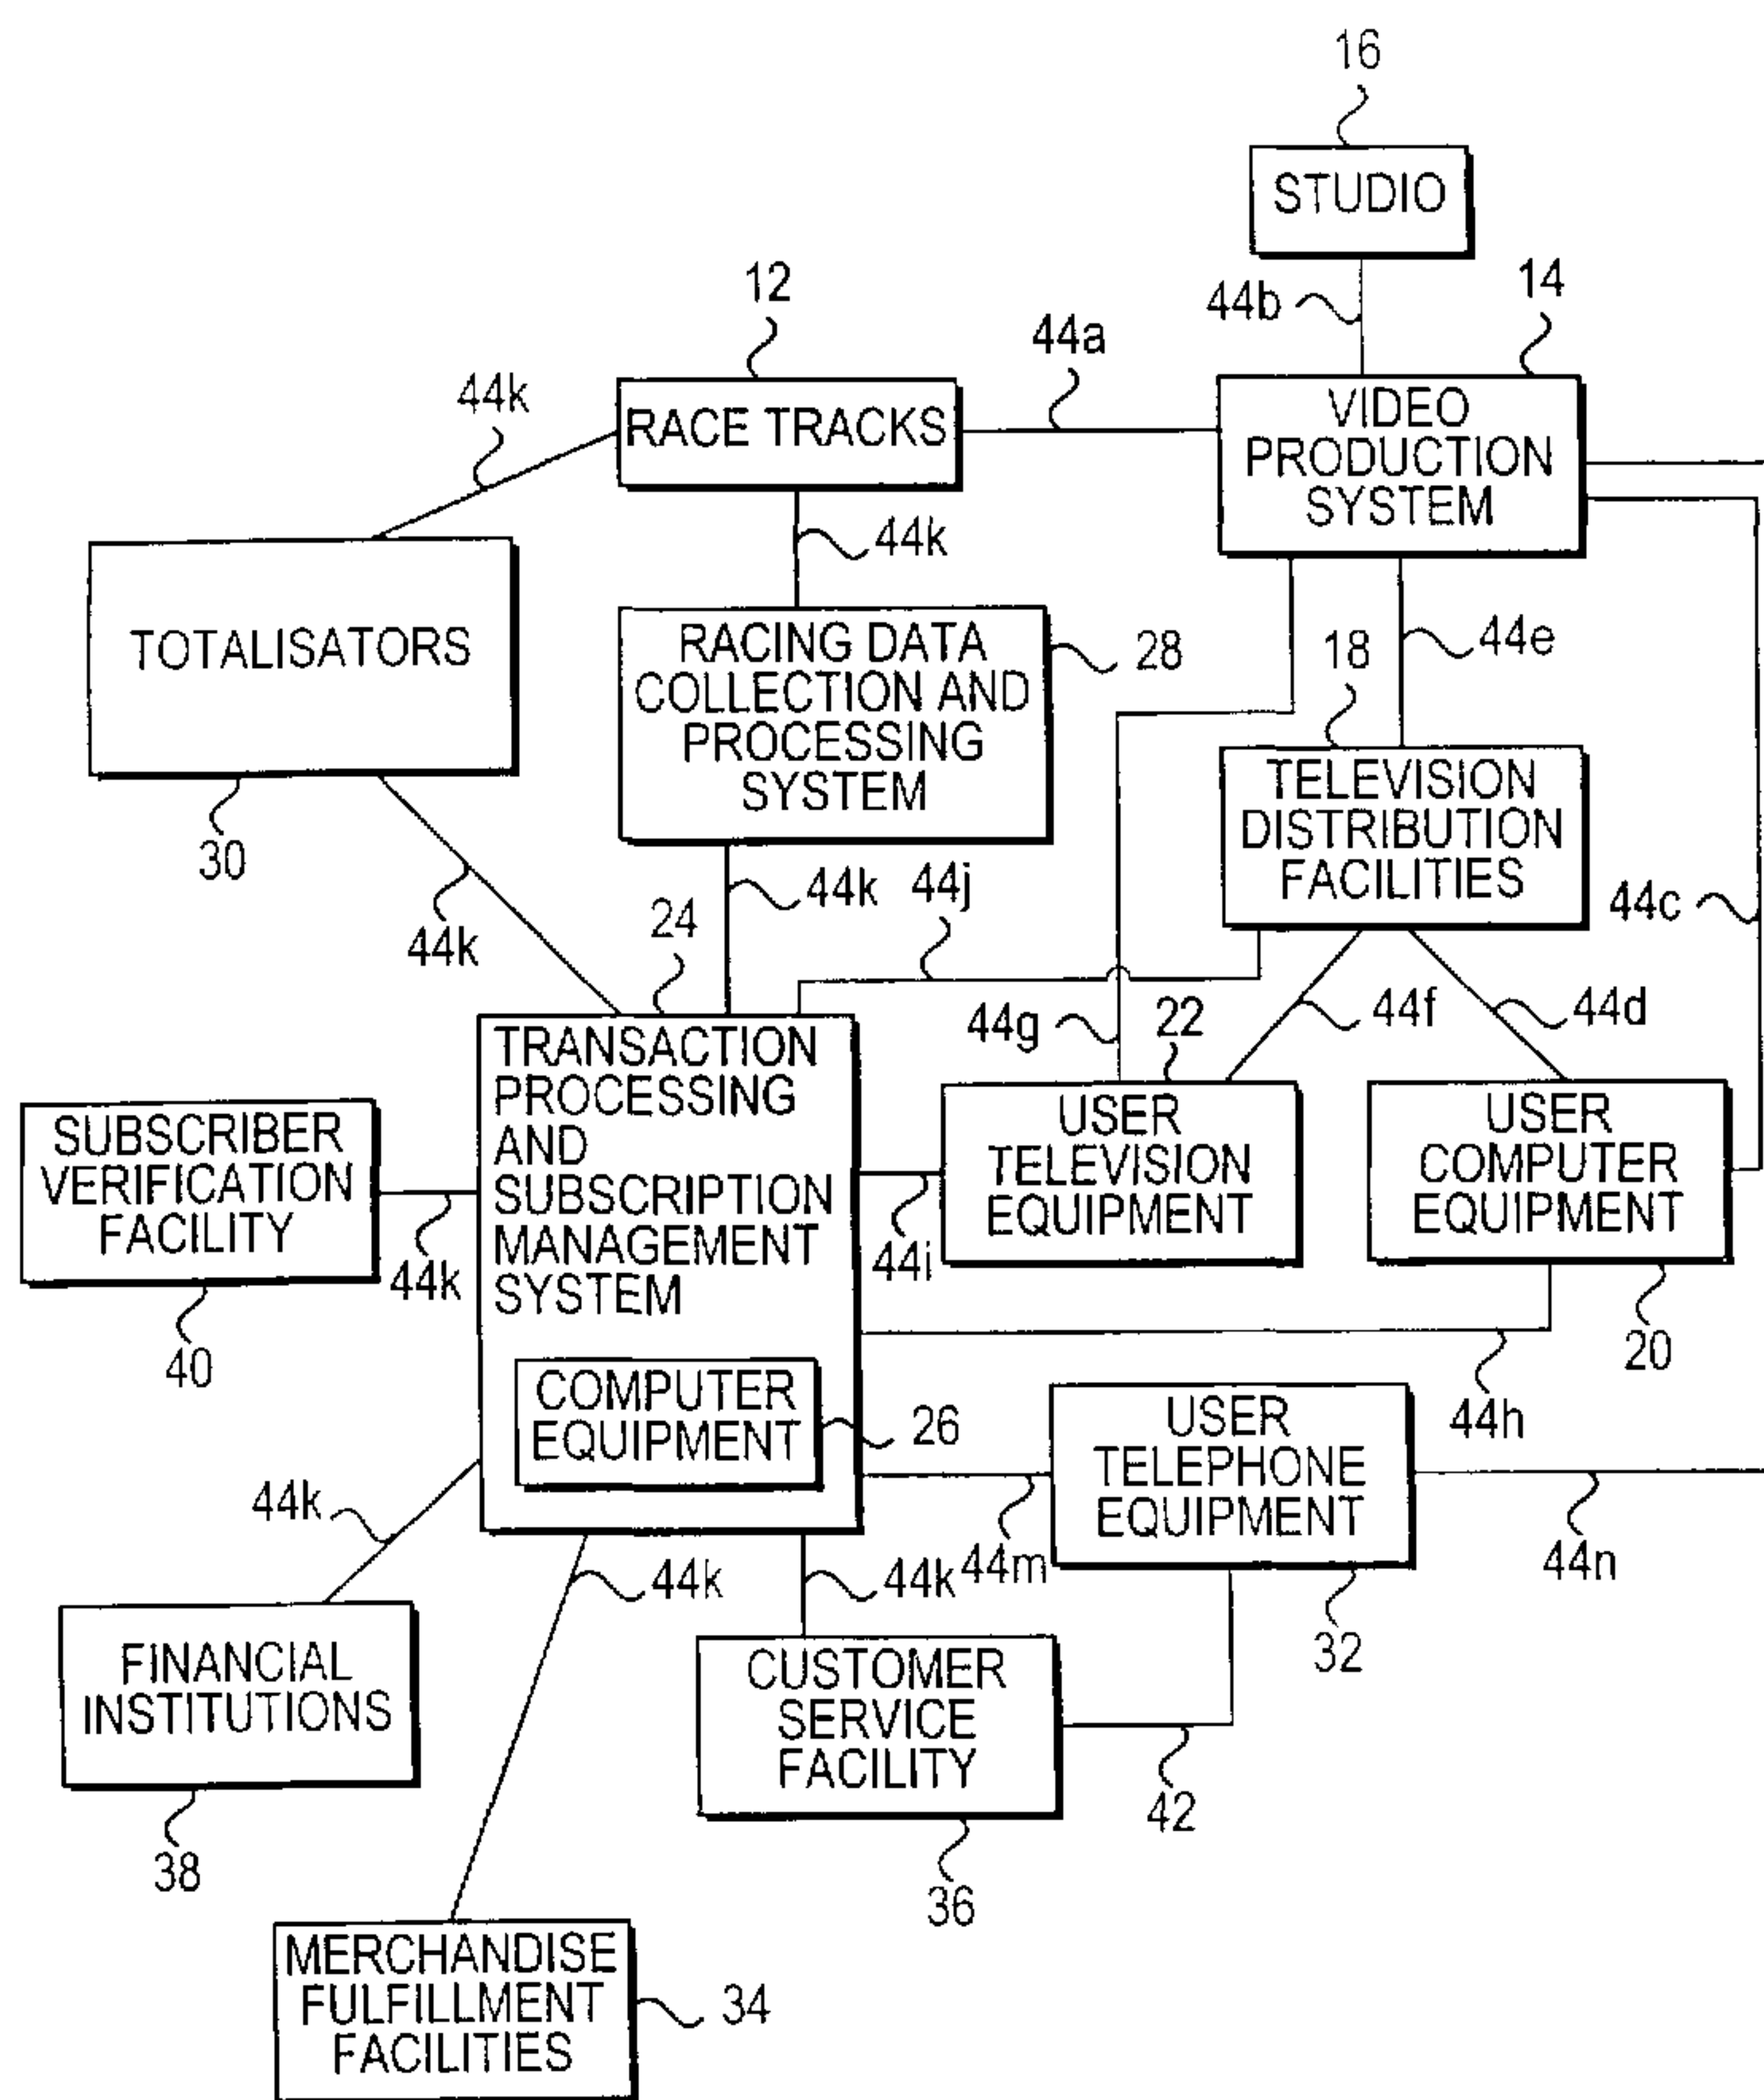 16
STUDIO
44b
14
12
44a
VIDEO
PRODUCTION
SYSTEM
44k
RACE TRACKS
44k
TOTALISATORS
30
RACING DATA
COLLECTION AND
PROCESSING
SYSTEM
28
18
44e
TELEVISION
DISTRIBUTION
FACILITIES
44c
44k
24
44k
44j
44g
22
44f
44d
TRANSACTION
PROCESSING
AND
SUBSCRIPTION
MANAGEMENT
SYSTEM
COMPUTER
EQUIPMENT
26
SUBSCRIBER
VERIFICATION
FACILITY
40
44k
44i
USER
TELEVISION
EQUIPMENT
USER
COMPUTER
EQUIPMENT
20
44h
USER
TELEPHONE
EQUIPMENT
32
44m
44n
44k
44k
44k
FINANCIAL
INSTITUTIONS
38
CUSTOMER
SERVICE
FACILITY
36
42
MERCHANDISE
FULFILLMENT
FACILITIES
34